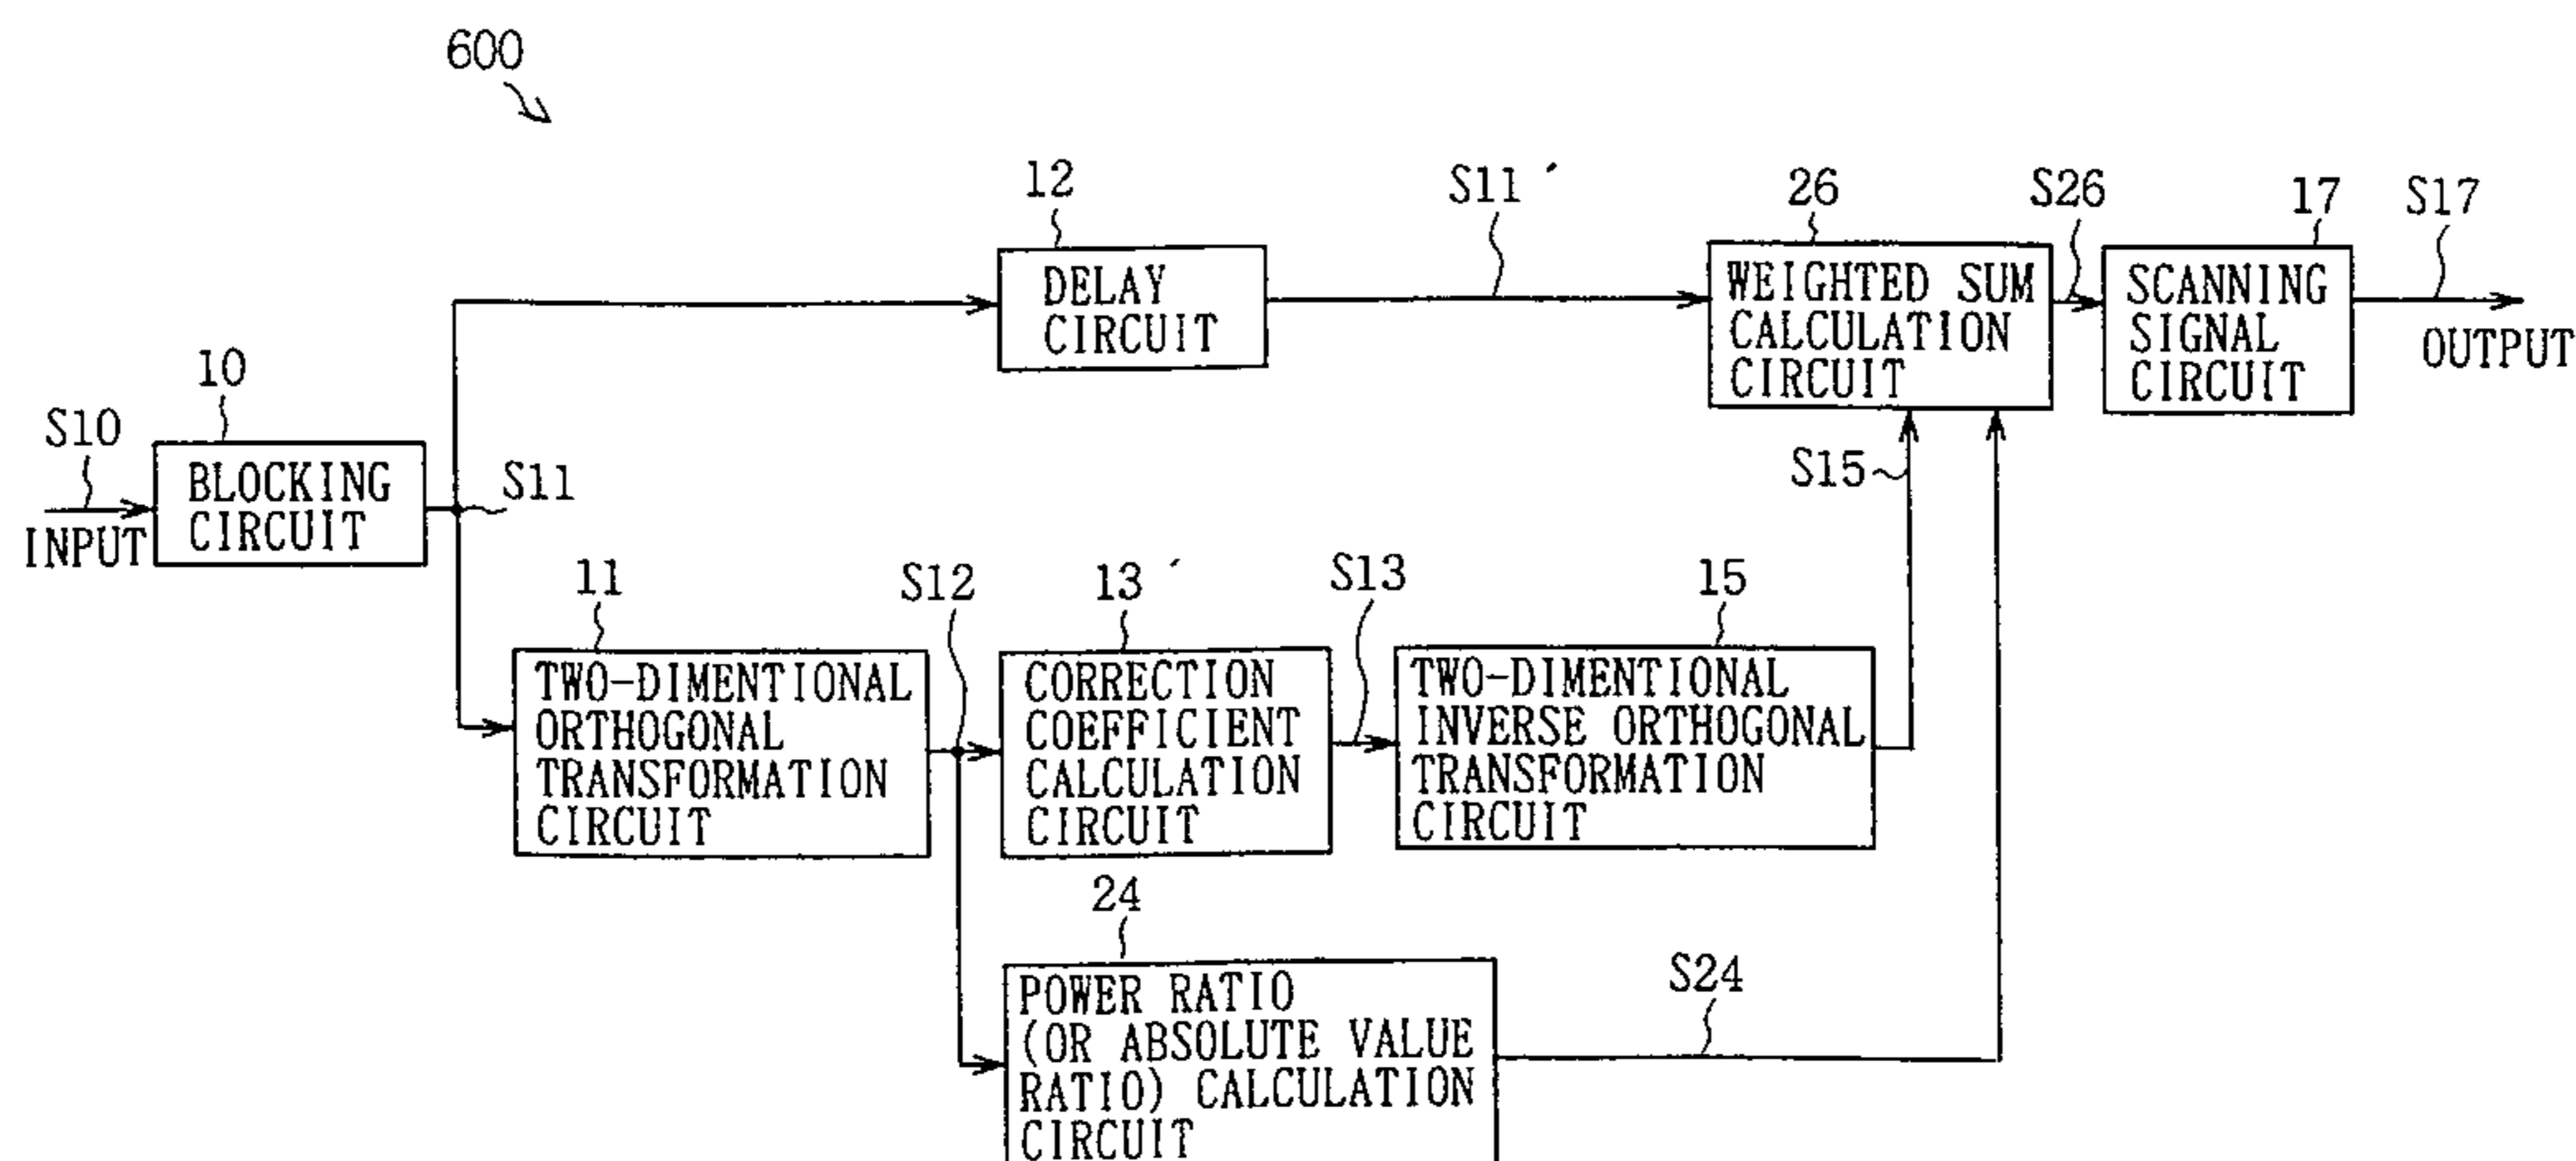 600
12
S11 ´
26
S26
17
S17
DELAY
CIRCUIT
WEIGHTED SUM
CALCULATION
CIRCUIT
SCANNING
SIGNAL
CIRCUIT
OUTPUT
10
S10
BLOCKING
CIRCUIT
INPUT
S11
S15
11
S12
13 ´
S13
15
TWO-DIMENTIONAL
ORTHOGONAL
TRANSFORMATION
CIRCUIT
CORRECTION
COEFFICIENT
CALCULATION
CIRCUIT
TWO-DIMENTIONAL
INVERSE ORTHOGONAL
TRANSFORMATION
CIRCUIT
24
POWER RATIO
(OR ABSOLUTE VALUE
RATIO) CALCULATION
CIRCUIT
S24